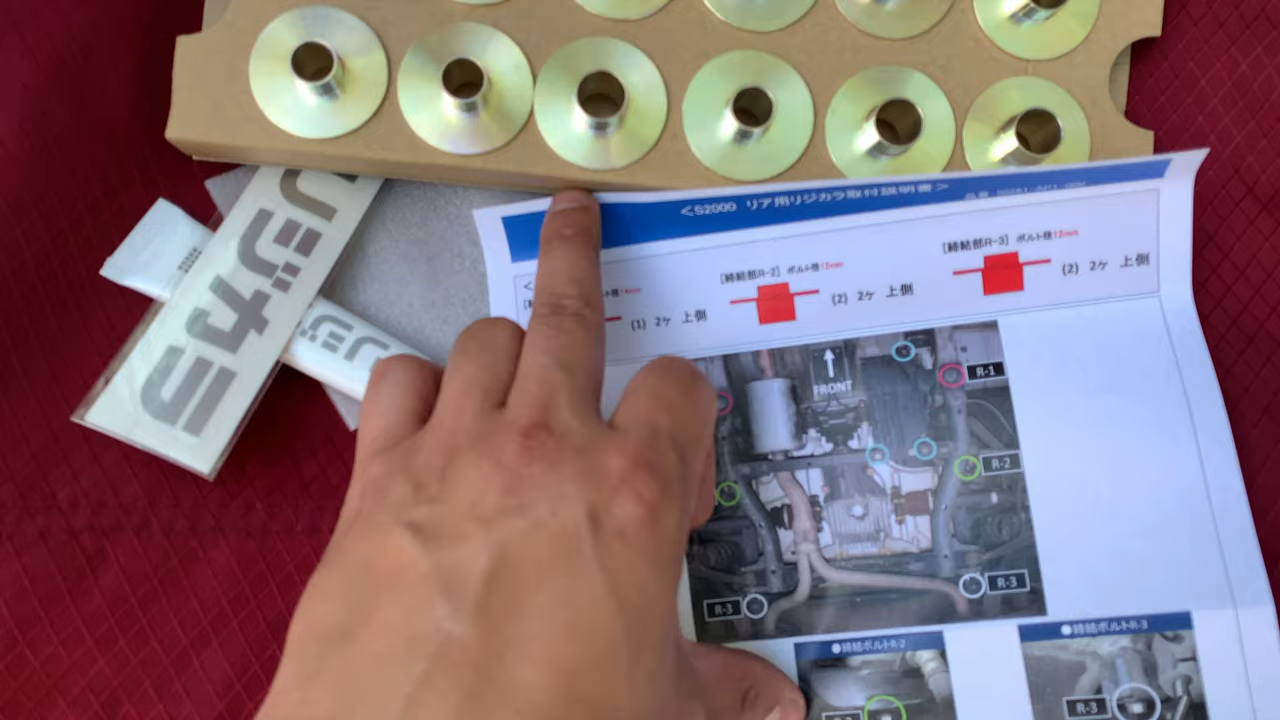 リジカラ
リジ
<S2000 リア用リジカラ取付説明書>
[締結部R-2] ボルト径12mm
[締結部R-3] ボルト径12mm
(1) 2ケ 上側
(2) 2ケ 上側
(2) 2ケ 上側
FRONT
R-1
R-2
R-3
R-3
●締結ボルトR-2
●締結ボルトR-3
R-3